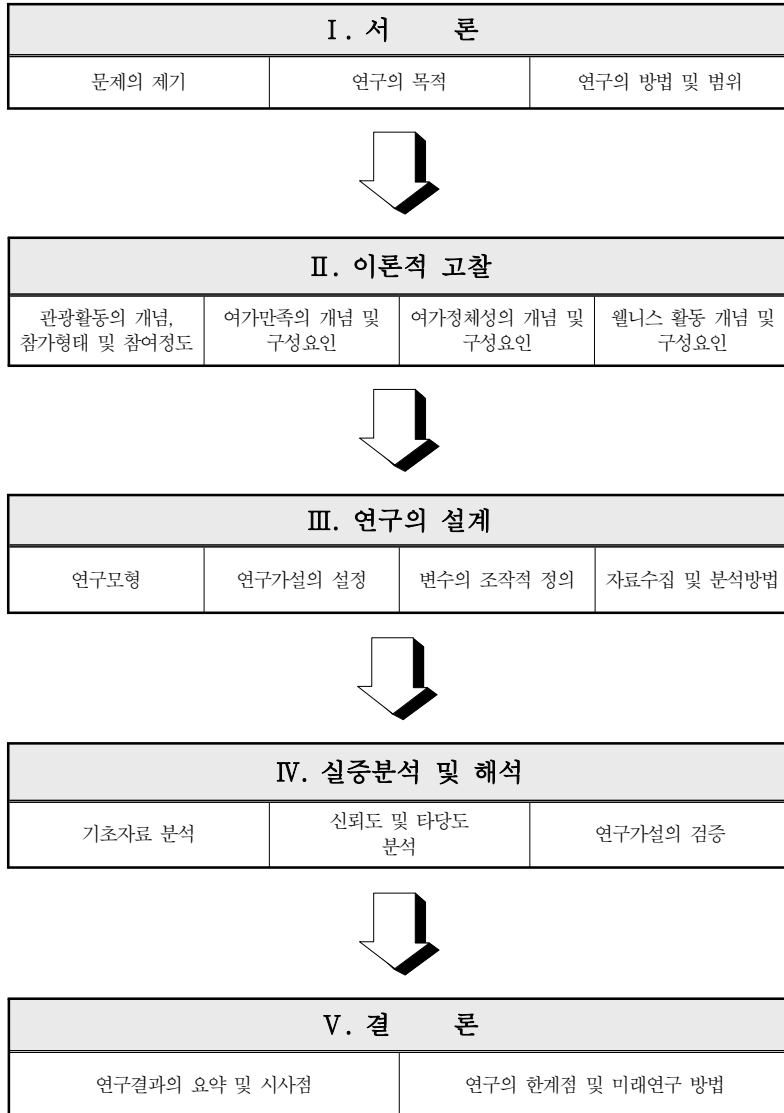 Ⅰ. 서 론
문제의 제기
연구의 목적
연구의 방법 및 범위
Ⅱ. 이론적 고찰
관광활동의 개념,
참가형태 및 참여정도
여가만족의 개념 및
구성요인
여가정체성의 개념 및
구성요인
웰니스 활동 개념 및
구성요인
Ⅲ. 연구의 설계
연구모형
연구가설의 설정
변수의 조작적 정의
자료수집 및 분석방법
Ⅳ. 실증분석 및 해석
기초자료 분석
신뢰도 및 타당도
분석
연구가설의 검증
Ⅴ. 결 론
연구결과의 요약 및 시사점
연구의 한계점 및 미래연구 방법